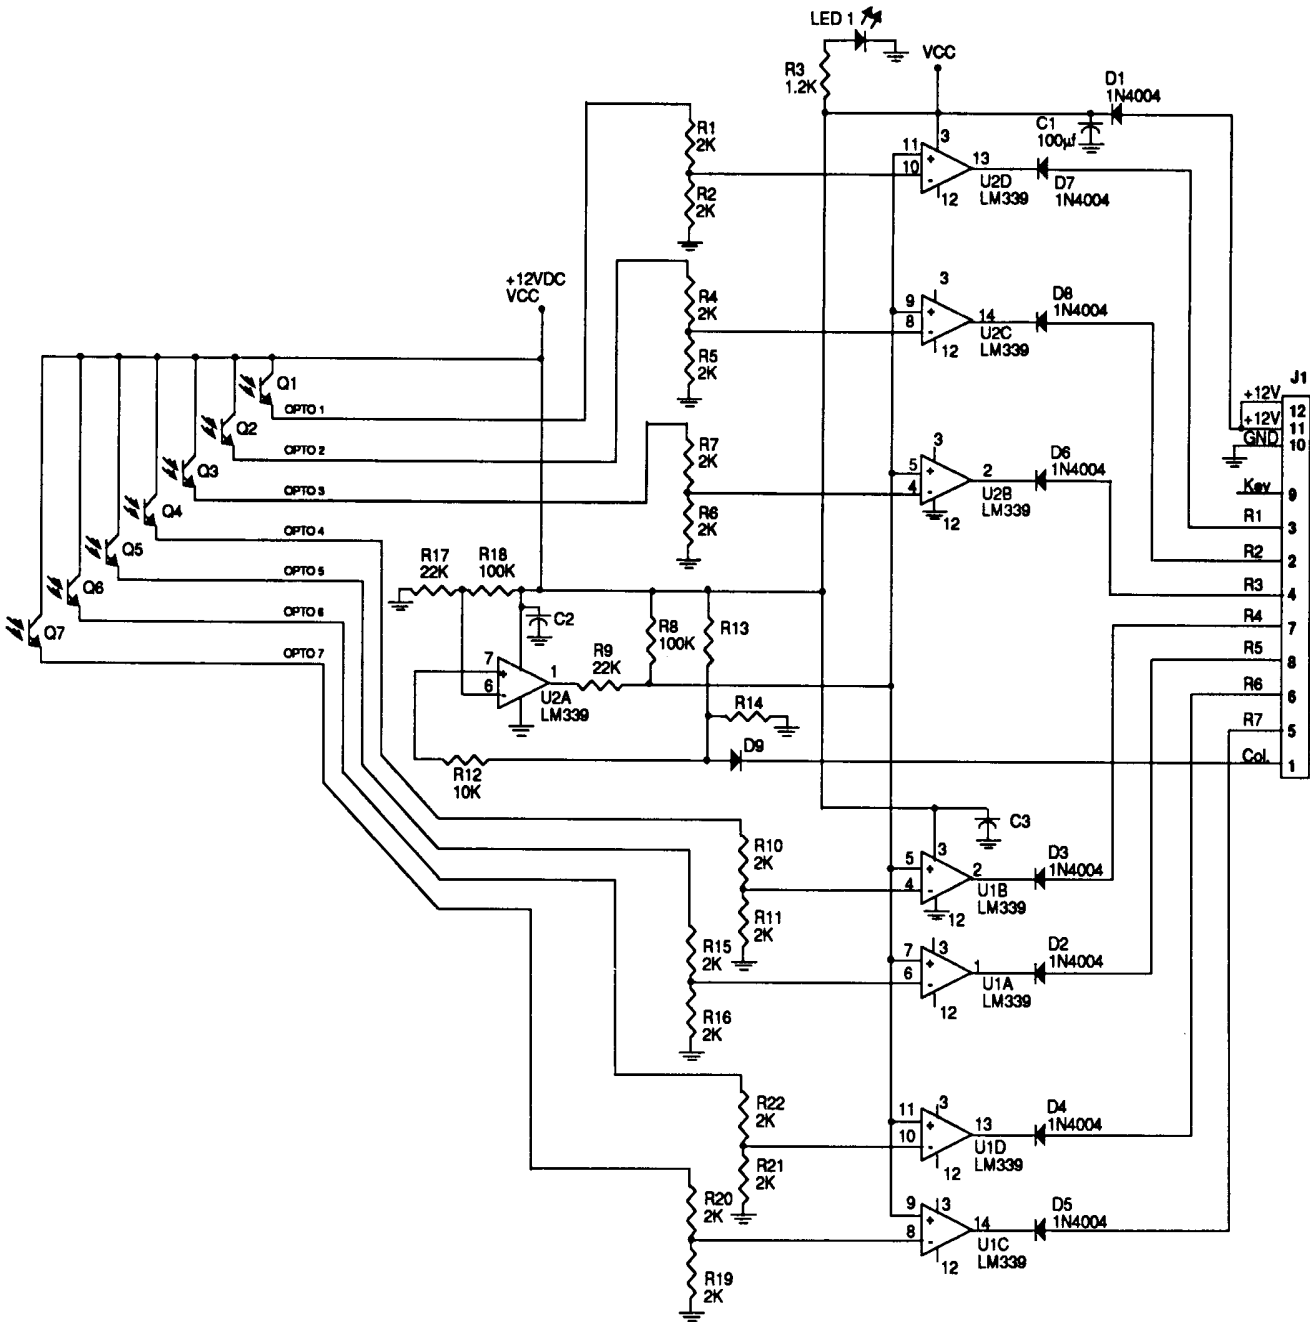 LED 1
R3
1.2K
VCC
D1
1N4004
C1
100µf
R1
2K
R2
2K
11
10
3
13
12
U2D
LM339
D7
1N4004
+12VDC
VCC
R4
2K
R5
2K
9
8
3
14
12
U2C
LM339
D8
1N4004
Q1
OPTO 1
Q2
OPTO 2
Q3
OPTO 3
Q4
OPTO 4
Q5
OPTO 5
Q6
OPTO 6
Q7
OPTO 7
R7
2K
R6
2K
5
4
3
2
12
U2B
LM339
D6
1N4004
J1
+12V
12
+12V
11
GND
10
Key
9
R1
3
R2
2
R3
4
R4
7
R5
8
R6
6
R7
5
Col.
1
R17
22K
R18
100K
C2
R8
100K
R13
7
6
1
U2A
LM339
R9
22K
R14
D9
R12
10K
C3
R10
2K
R11
2K
5
4
3
2
12
U1B
LM339
D3
1N4004
R15
2K
R16
2K
7
6
3
1
12
U1A
LM339
D2
1N4004
R22
2K
R21
2K
11
10
3
13
12
U1D
LM339
D4
1N4004
R20
2K
R19
2K
9
8
3
14
12
U1C
LM339
D5
1N4004